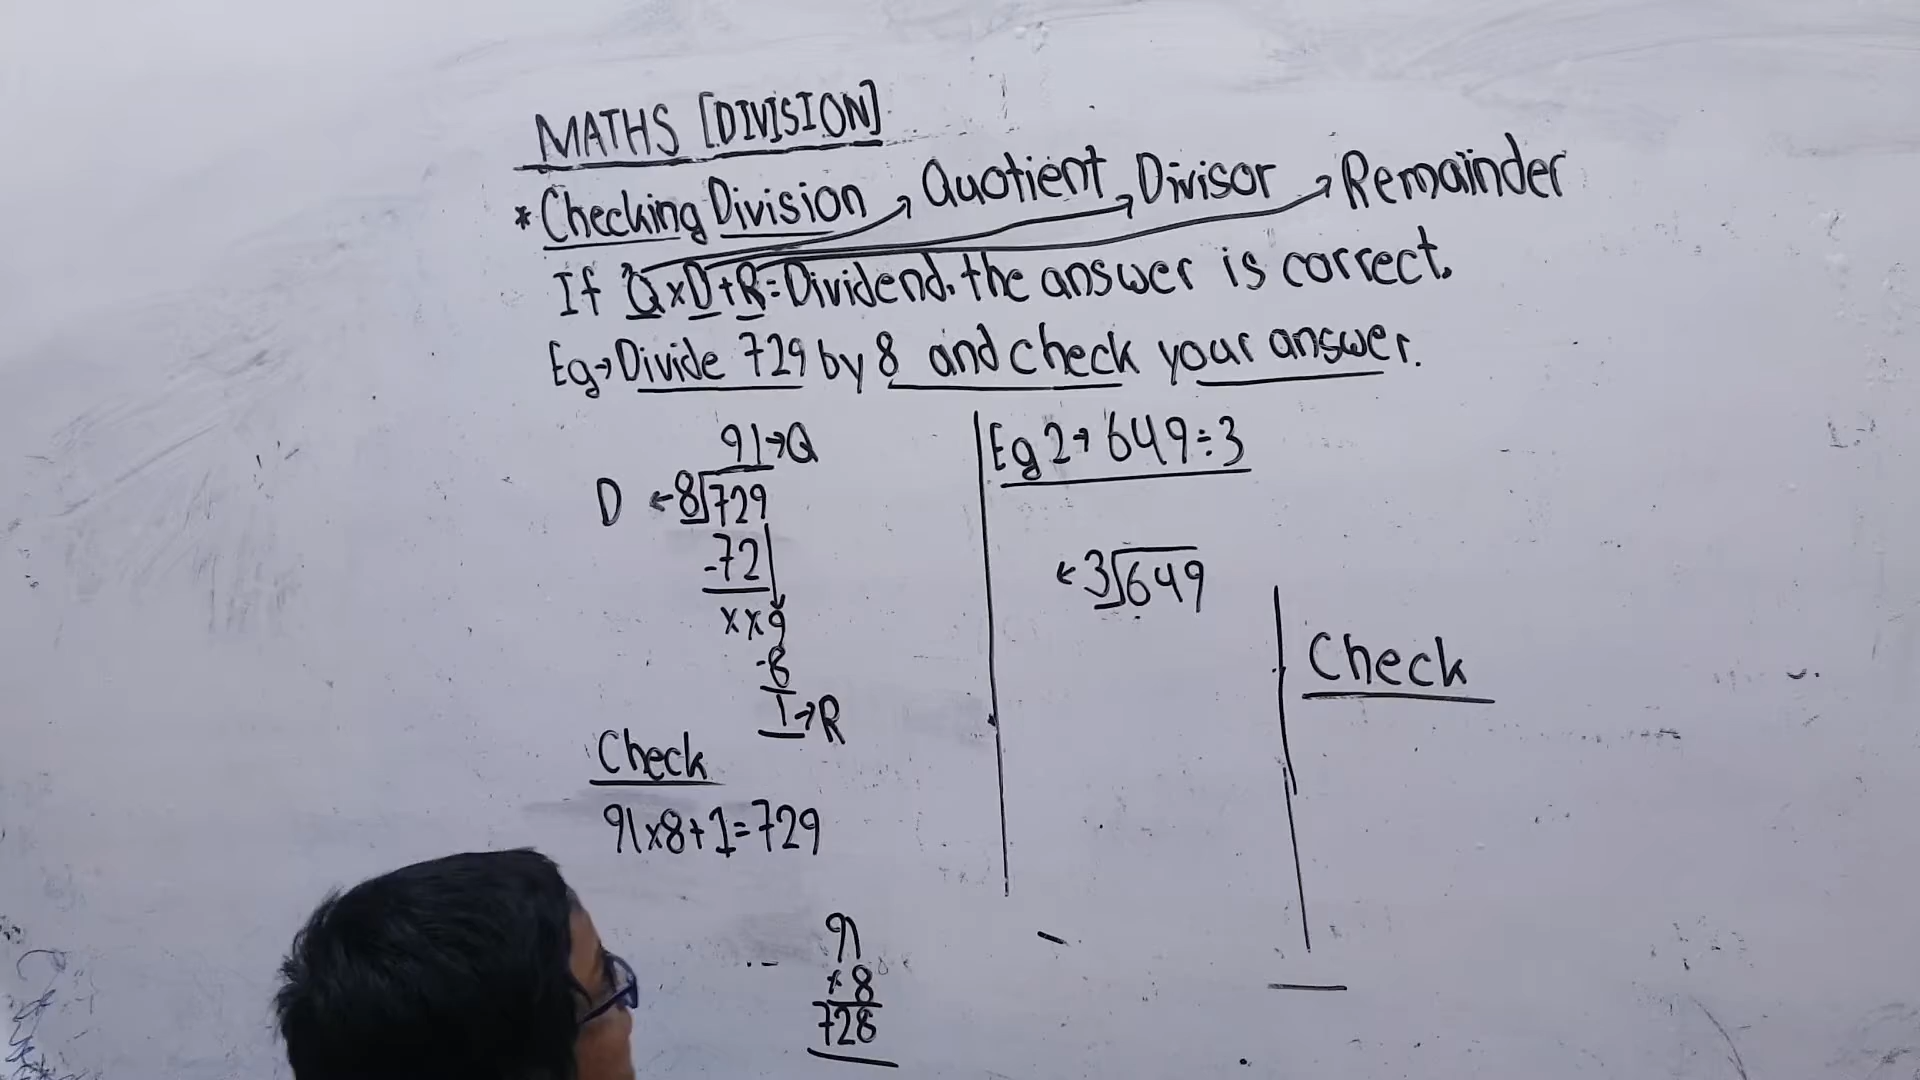 MATHS [DIVISION]
* Checking Division → Quotient → Divisor → Remainder
If Q×D+R=Dividend. the answer is correct.
Eg→Divide 729 by 8 and check your answer.
91→Q
D ←8)729
-72
××9
-8
1→R
Check
91×8+1=729
91
×8
728
Eg 2→ 649÷3
←3)649
Check